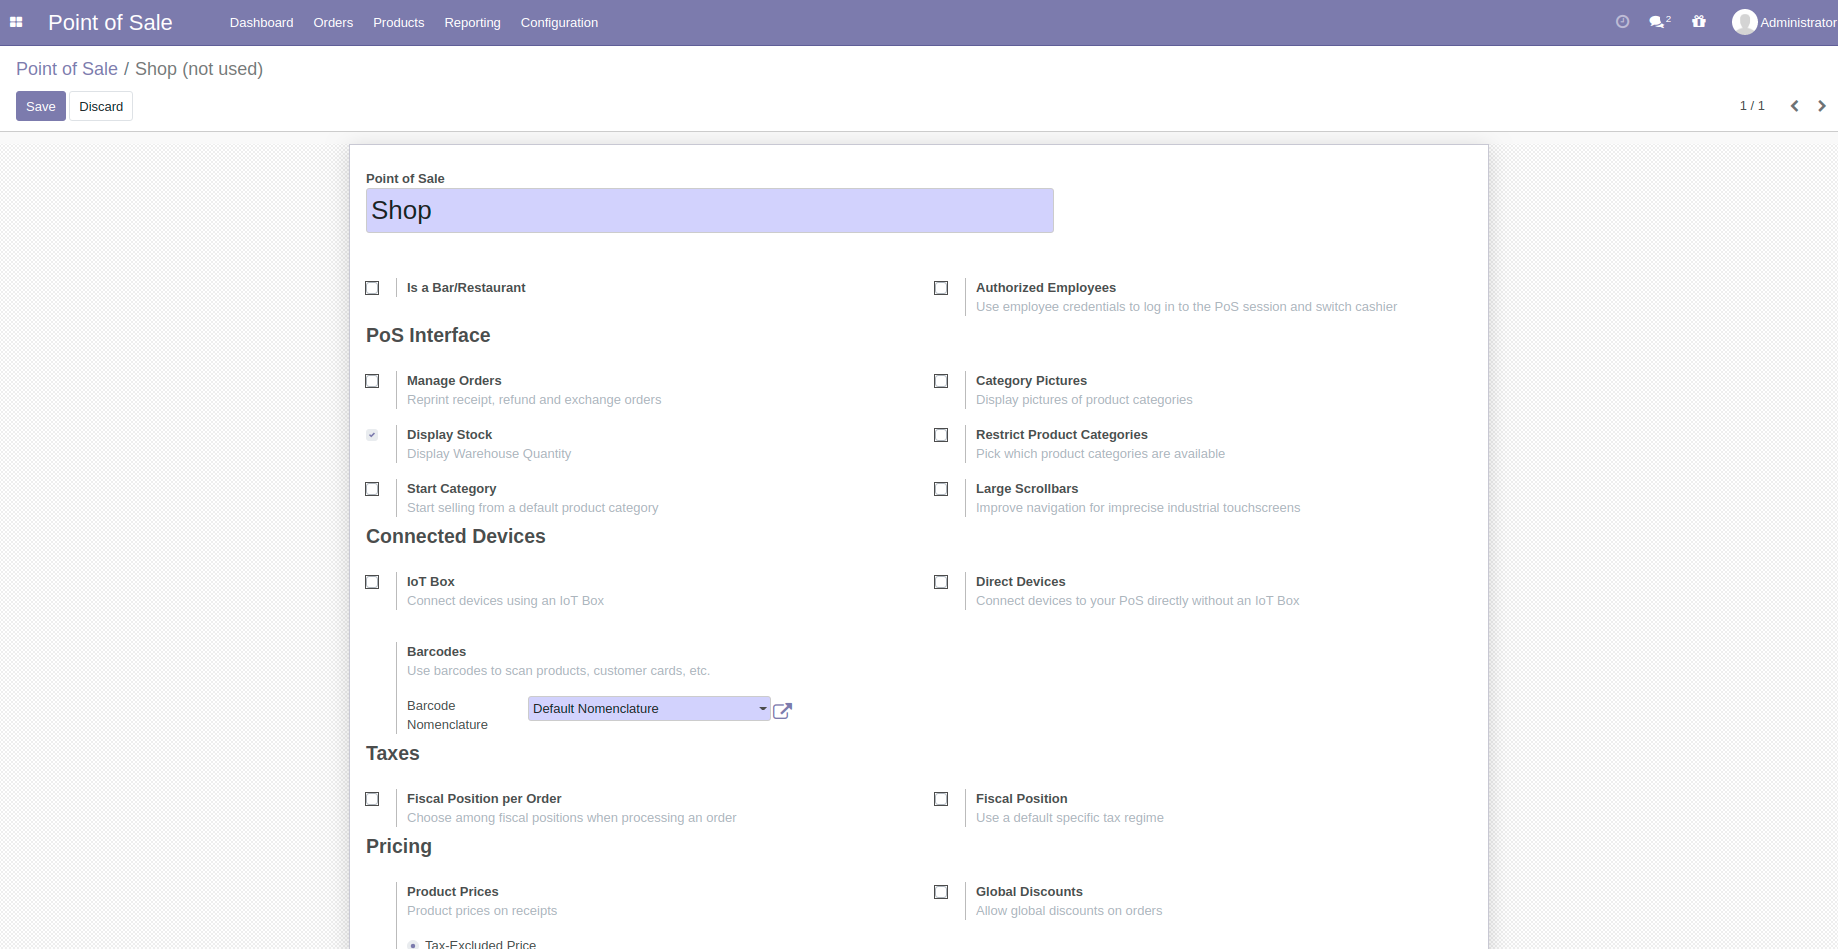 Point of Sale Dashboard Orders Products Reporting Configuration 2 Administrator
Point of Sale / Shop (not used)
Save Discard 1 / 1
Point of Sale
Shop
Is a Bar/Restaurant
Authorized Employees
Use employee credentials to log in to the PoS session and switch cashier
PoS Interface
Manage Orders
Reprint receipt, refund and exchange orders
Category Pictures
Display pictures of product categories
Display Stock
Display Warehouse Quantity
Restrict Product Categories
Pick which product categories are available
Start Category
Start selling from a default product category
Large Scrollbars
Improve navigation for imprecise industrial touchscreens
Connected Devices
IoT Box
Connect devices using an IoT Box
Direct Devices
Connect devices to your PoS directly without an IoT Box
Barcodes
Use barcodes to scan products, customer cards, etc.
Barcode
Nomenclature
Default Nomenclature
Taxes
Fiscal Position per Order
Choose among fiscal positions when processing an order
Fiscal Position
Use a default specific tax regime
Pricing
Product Prices
Product prices on receipts
Global Discounts
Allow global discounts on orders
Tax-Excluded Price